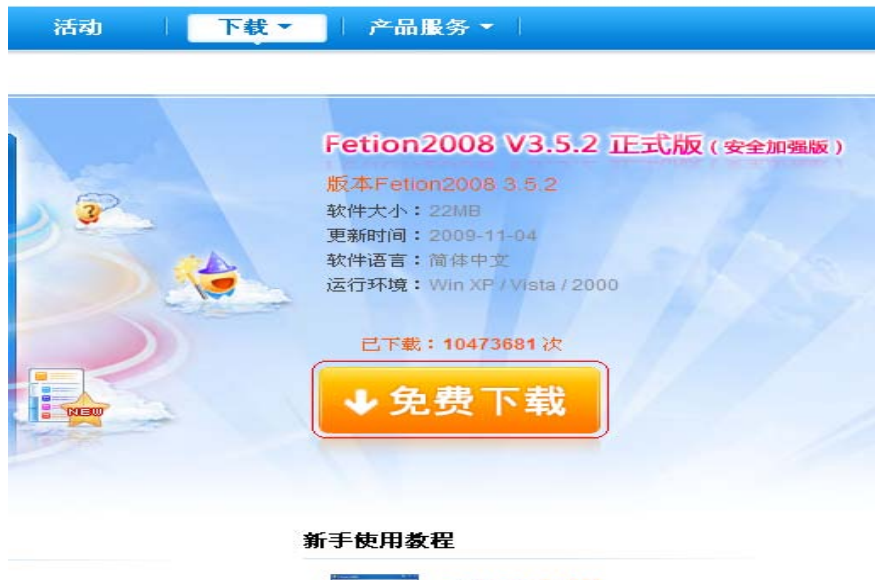 活动 下载 产品服务
Fetion2008 V3.5.2 正式版(安全加强版)
版本Fetion2008 3.5.2
软件大小:22MB
更新时间:2009-11-04
软件语言:简体中文
运行环境:Win XP / Vista / 2000
已下载:10473681 次
免费下载
NEW
新手使用教程